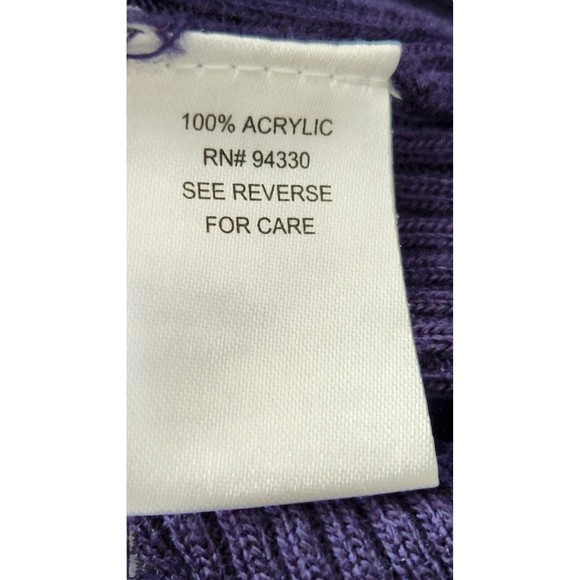 100% ACRYLIC
RN# 94330
SEE REVERSE
FOR CARE